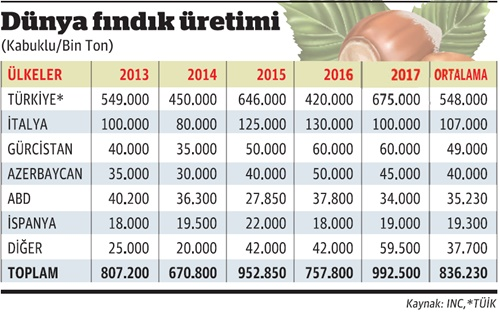 Dünya fındık üretimi
(Kabuklu/Bin Ton)
ÜLKELER 2013 2014 2015 2016 2017 ORTALAMA
TÜRKİYE* 549.000 450.000 646.000 420.000 675.000 548.000
İTALYA 100.000 80.000 125.000 130.000 100.000 107.000
GÜRCİSTAN 40.000 35.000 50.000 60.000 60.000 49.000
AZERBAYCAN 35.000 30.000 40.000 50.000 45.000 40.000
ABD 40.200 36.300 27.850 37.800 34.000 35.230
İSPANYA 18.000 19.500 22.000 18.000 19.000 19.300
DİĞER 25.000 20.000 42.000 42.000 59.500 37.700
TOPLAM 807.200 670.800 952.850 757.800 992.500 836.230
Kaynak: INC,*TÜİK